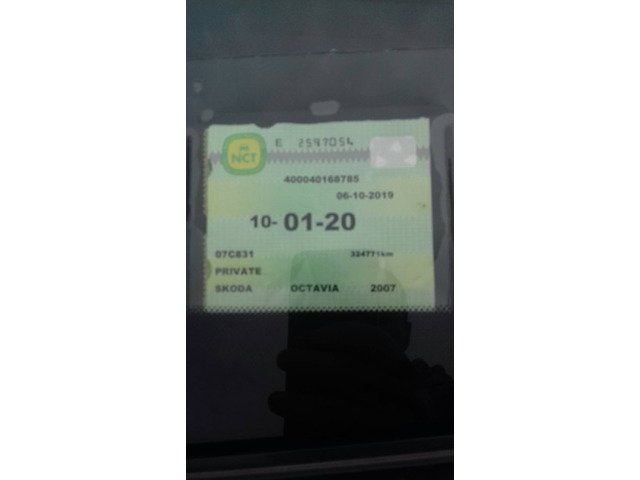 NCT
E 2597054
400040168785
06-10-2019
10-01-20
07C831 324771km
PRIVATE
SKODA OCTAVIA 2007